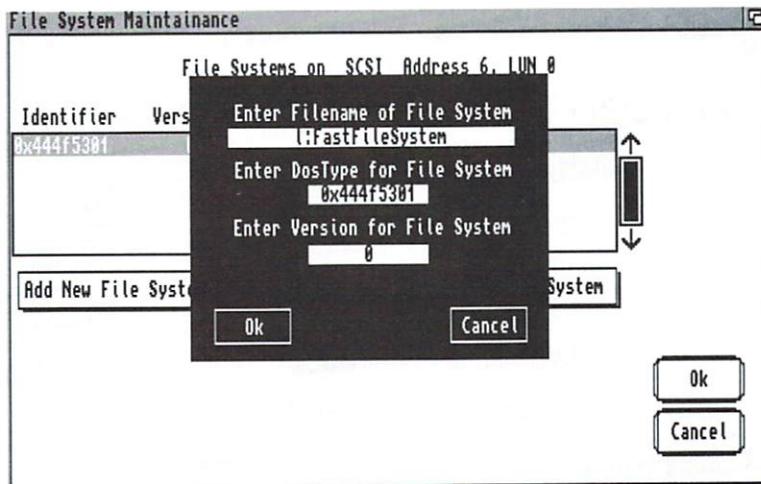 File System Maintainance
File Systems on SCSI Address 6, LUN 0
Identifier Vers
0x444f5301
Enter Filename of File System
l:FastFileSystem
Enter DosType for File System
0x444f5301
Enter Version for File System
0
Add New File Syst
System
Ok
Cancel
Ok
Cancel